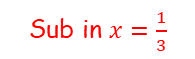 Sub in x = 1/3